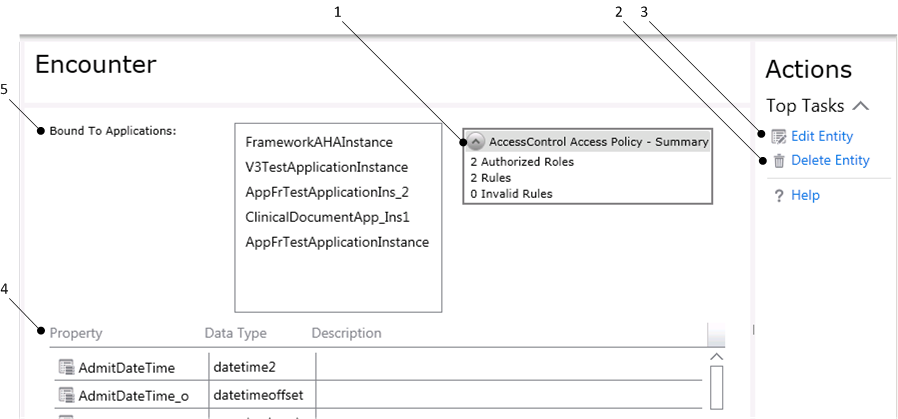 1
2
3
Encounter
Actions
Top Tasks
5
Bound To Applications:
FrameworkAHAInstance
V3TestApplicationInstance
AppFrTestApplicationIns_2
ClinicalDocumentApp_Ins1
AppFrTestApplicationInstance
AccessControl Access Policy - Summary
2 Authorized Roles
2 Rules
0 Invalid Rules
Edit Entity
Delete Entity
? Help
4
Property Data Type Description
AdmitDateTime datetime2
AdmitDateTime_o datetimeoffset